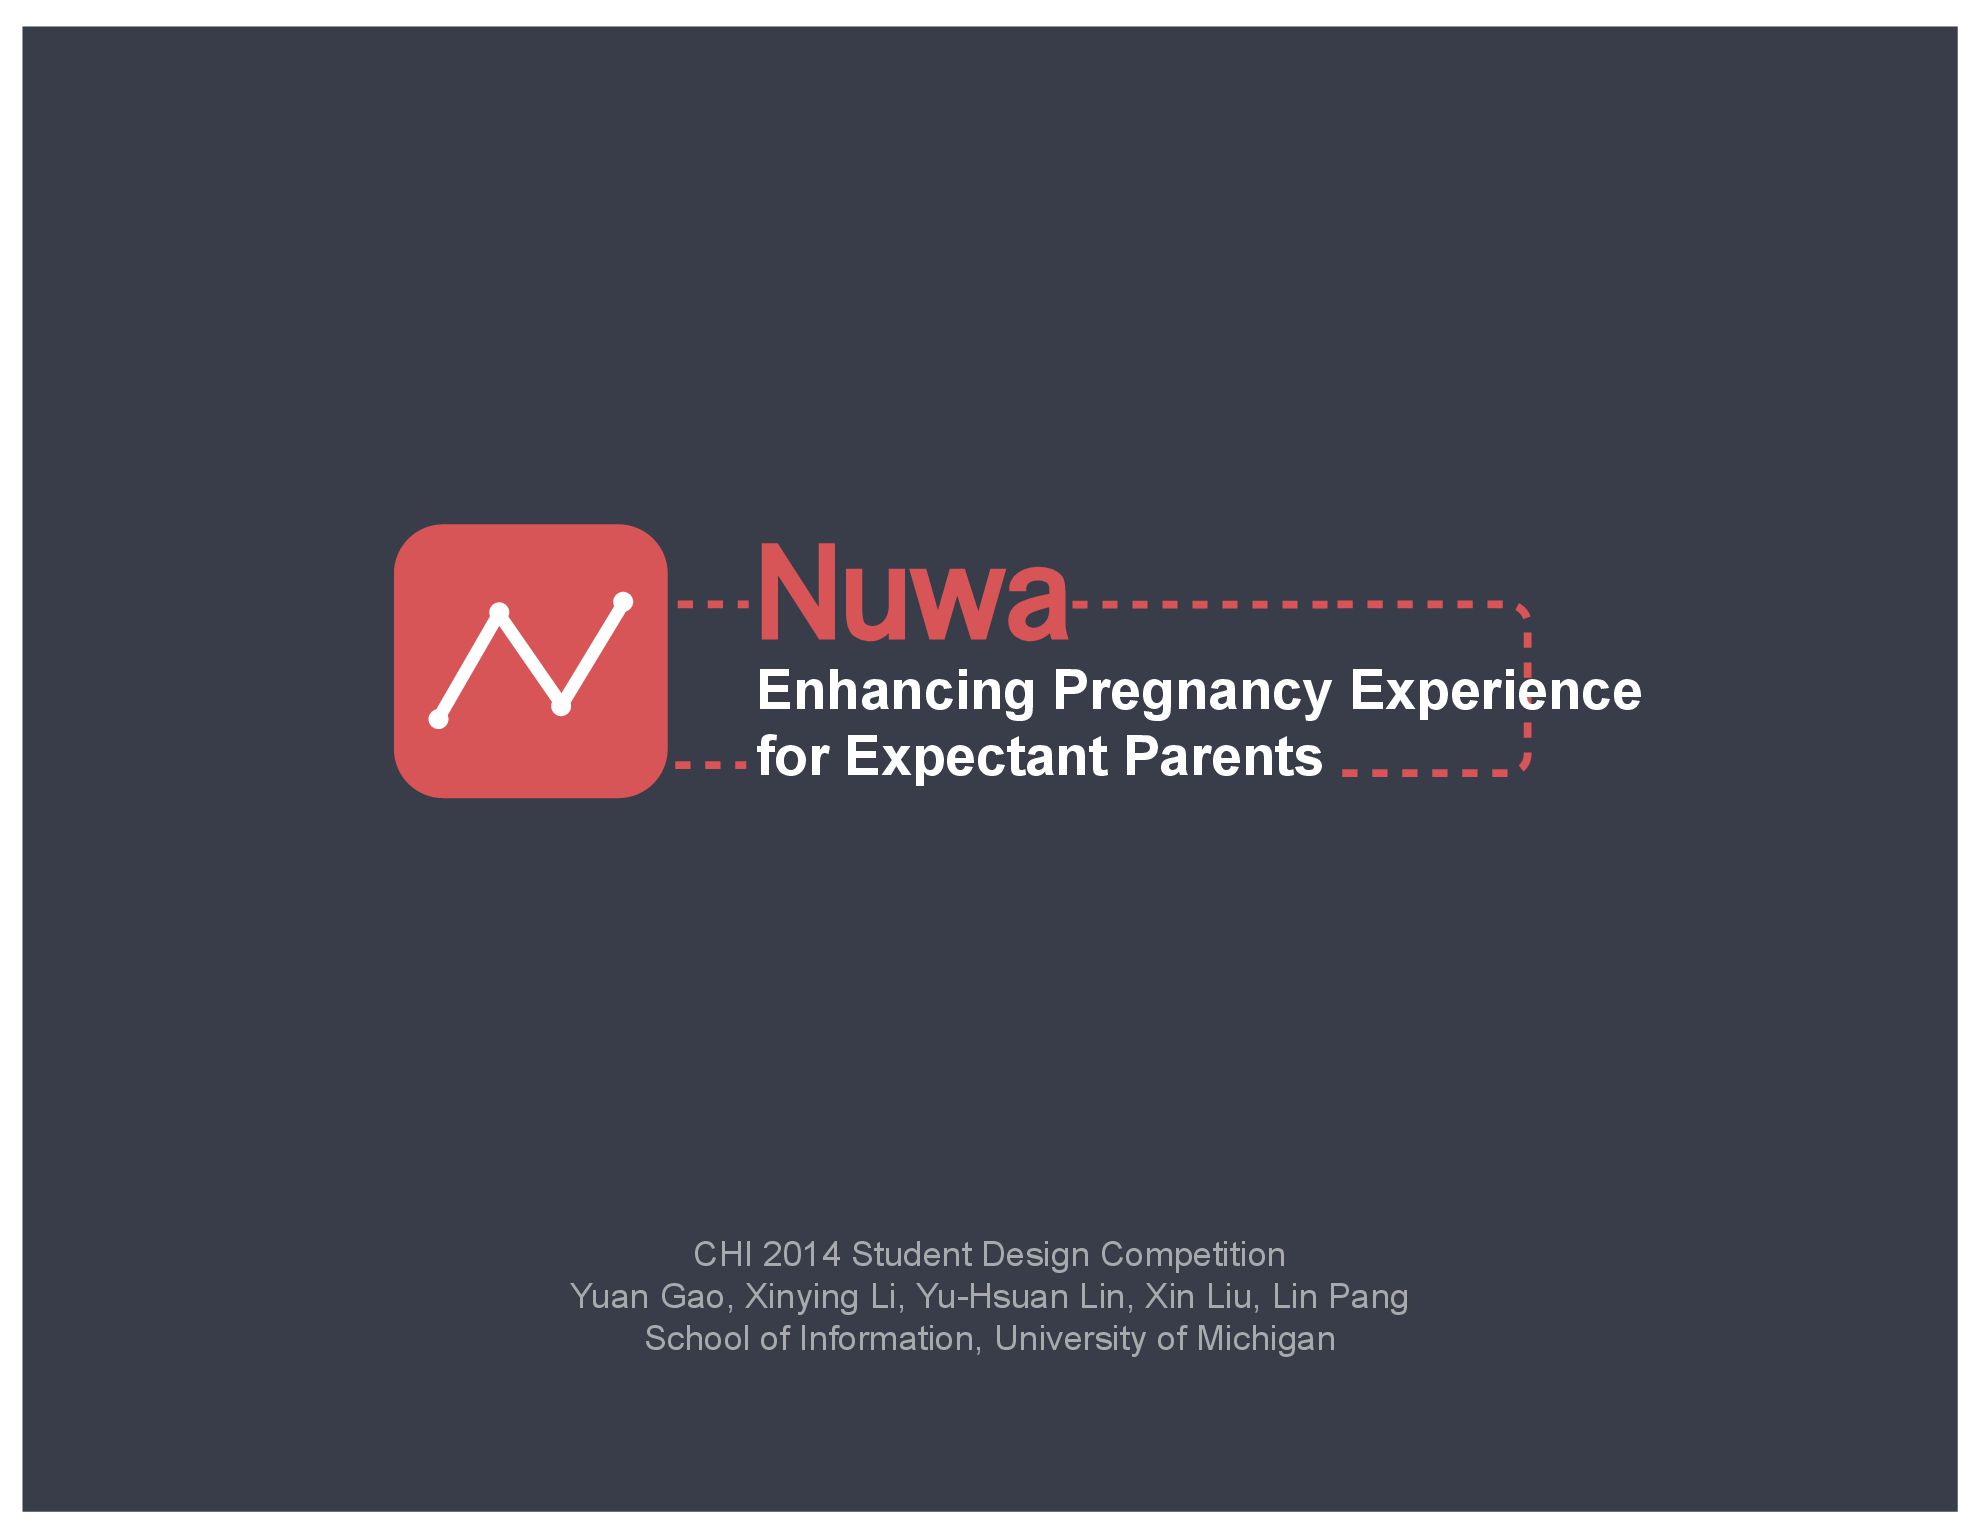 Nuwa
Enhancing Pregnancy Experience
for Expectant Parents
CHI 2014 Student Design Competition
Yuan Gao, Xinying Li, Yu-Hsuan Lin, Xin Liu, Lin Pang
School of Information, University of Michigan